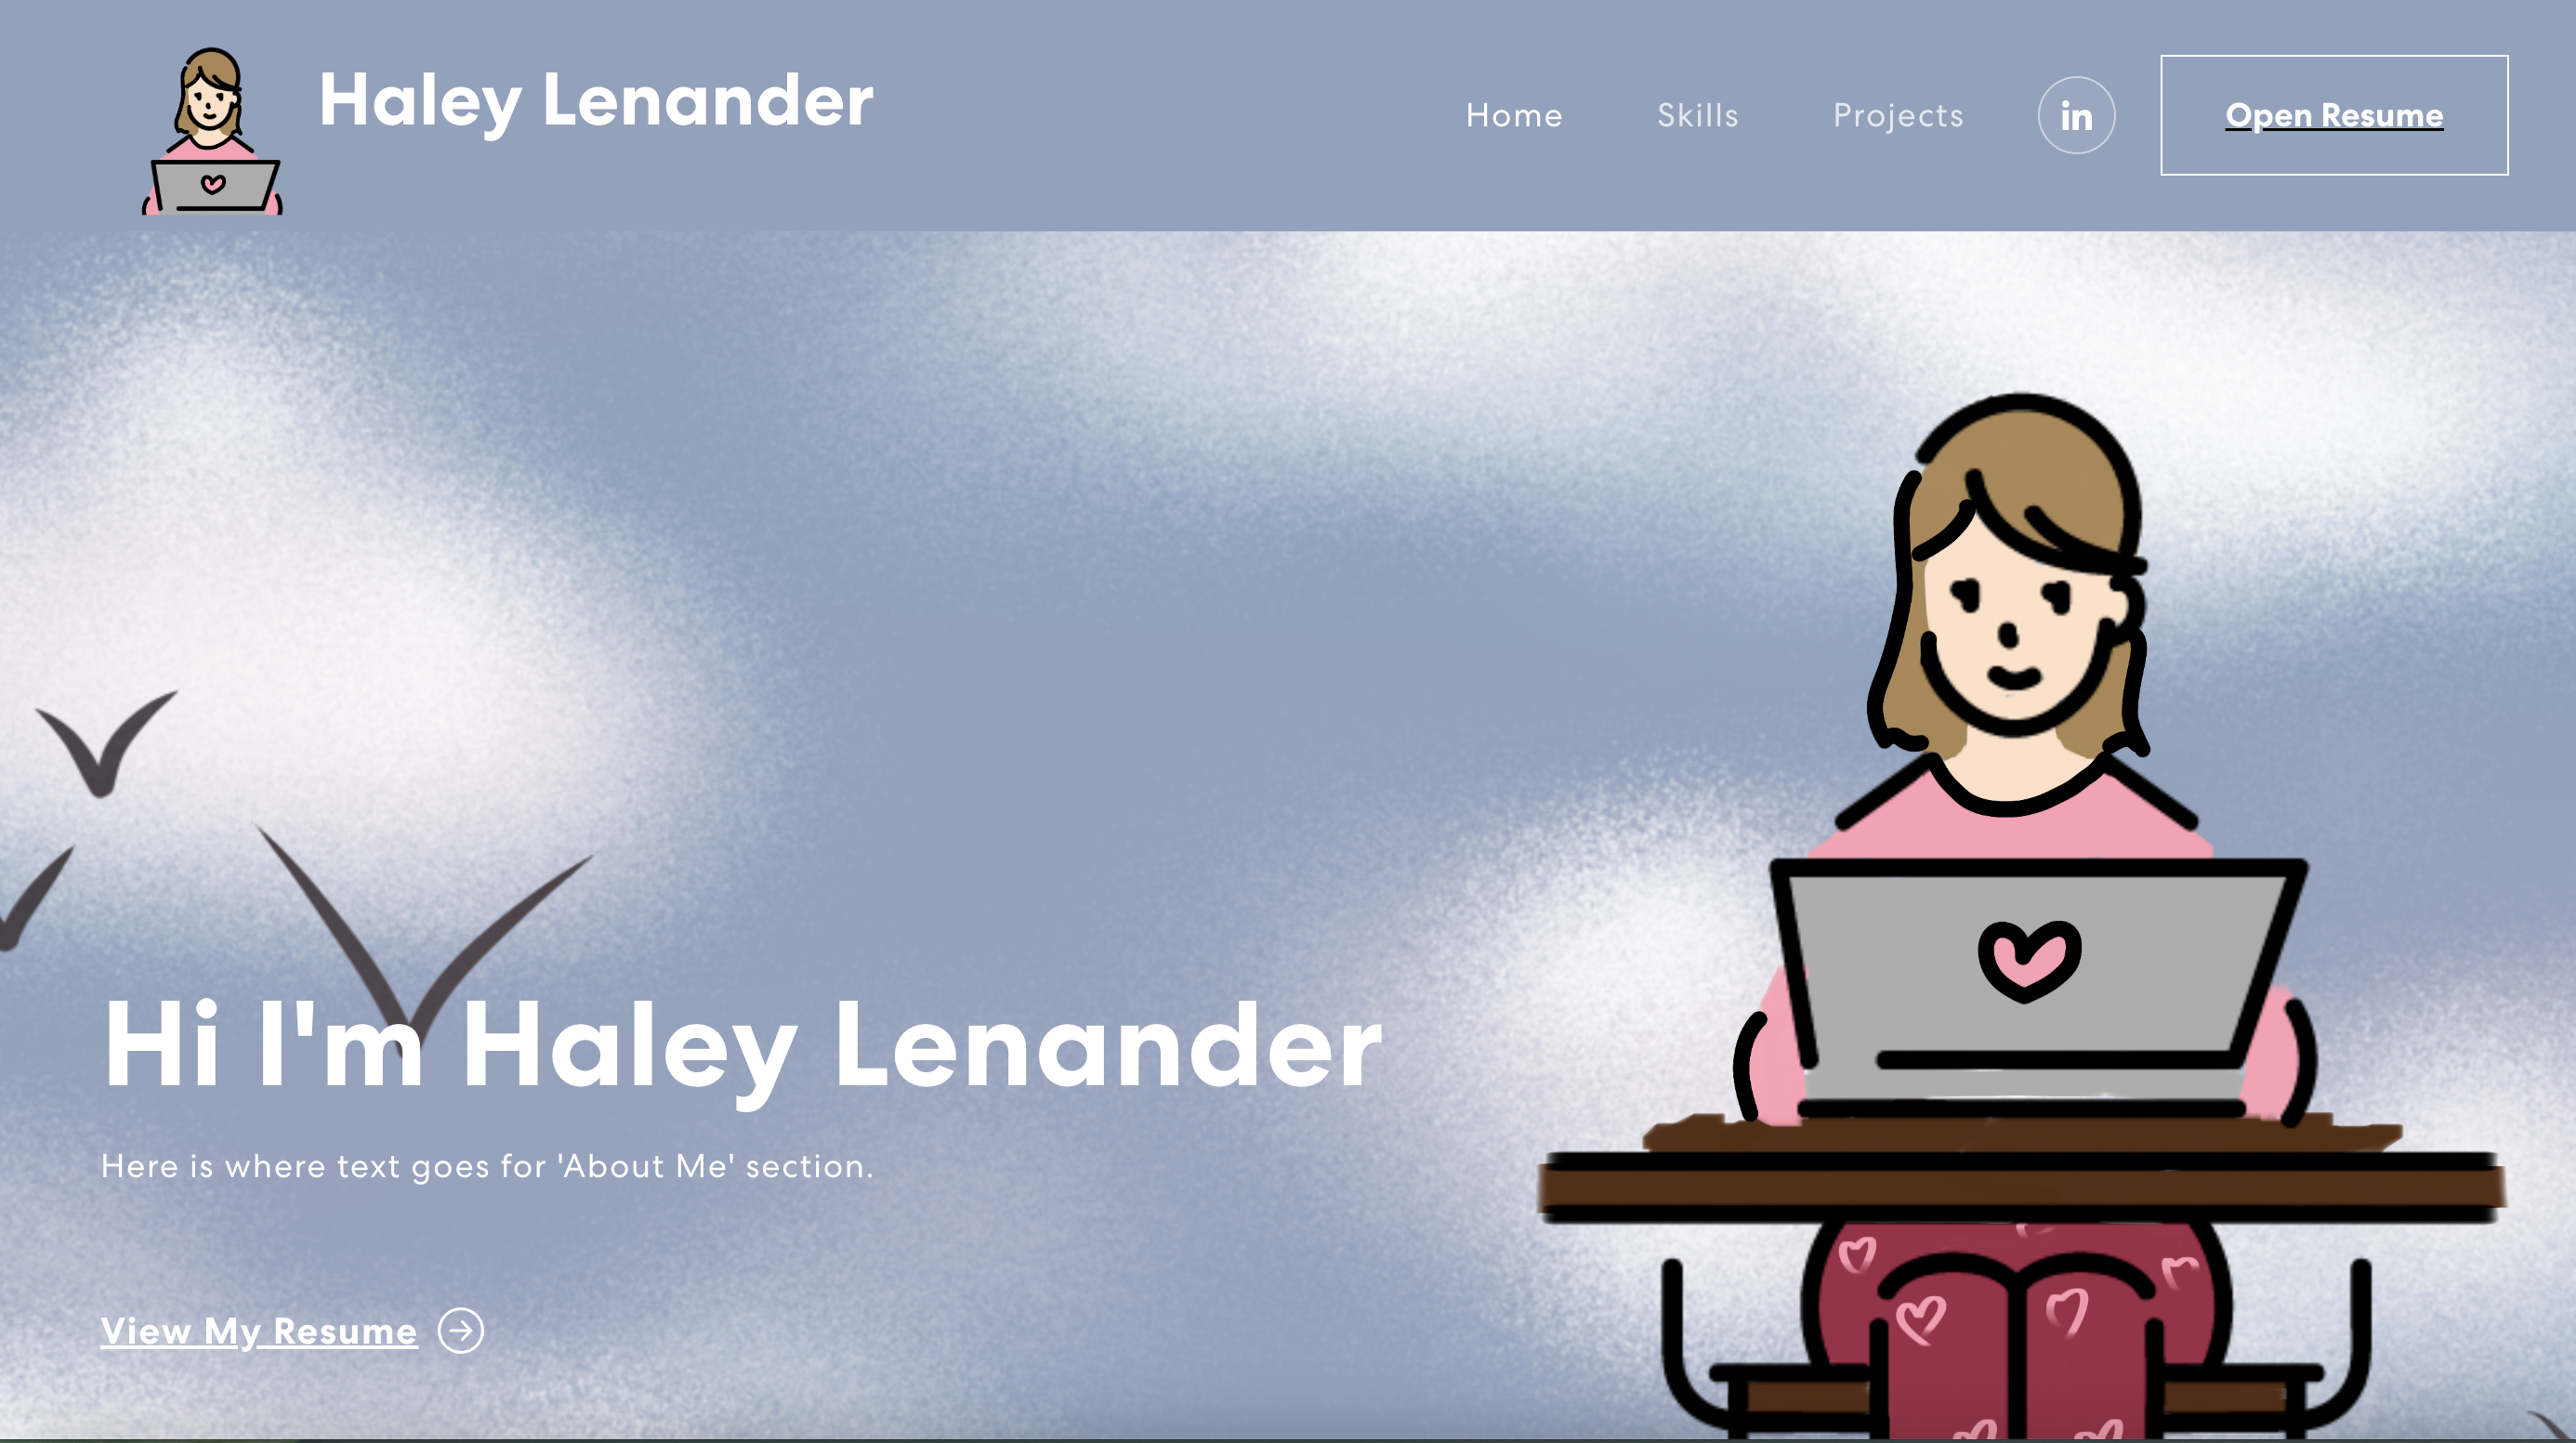 Haley Lenander
Home Skills Projects in Open Resume
Hi I'm Haley Lenander
Here is where text goes for 'About Me' section.
View My Resume